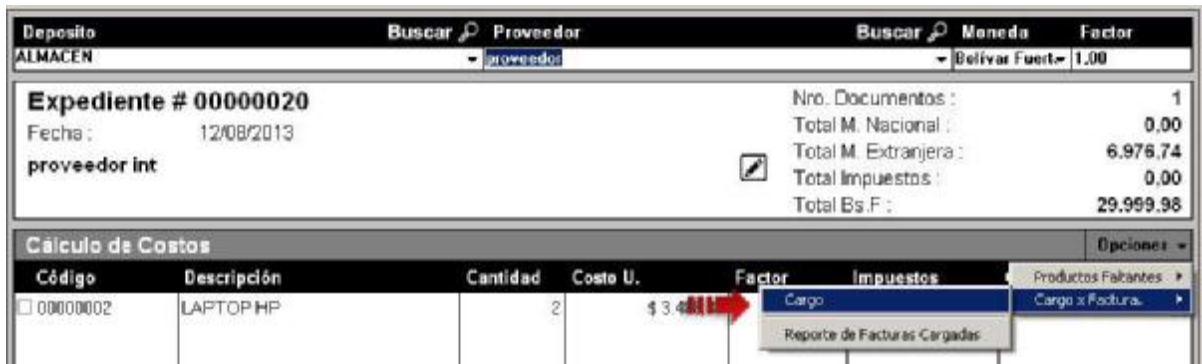 Deposito Buscar Proveedor Buscar Moneda Factor
ALMACEN proveedor Bolívar Fuert. 1.00
Expediente # 00000020
Fecha : 12/08/2013
proveedor int
Nro. Documentos : 1
Total M. Nacional : 0,00
Total M. Extranjera : 6.976,74
Total Impuestos : 0,00
Total Bs.F : 29.999.98
Cálculo de Costos Opciones
Código Descripción Cantidad Costo U. Factor Impuestos
00000002 LAPTOP HP 2 $ 3.4
Productos Faltantes
Cargo x Factura.
Cargo
Reporte de Facturas Cargadas